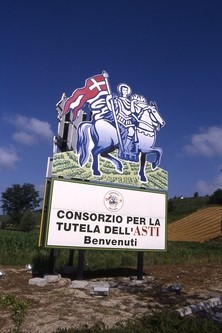 CONSORZIO PER LA
TUTELA DELL'ASTI
Benvenuti